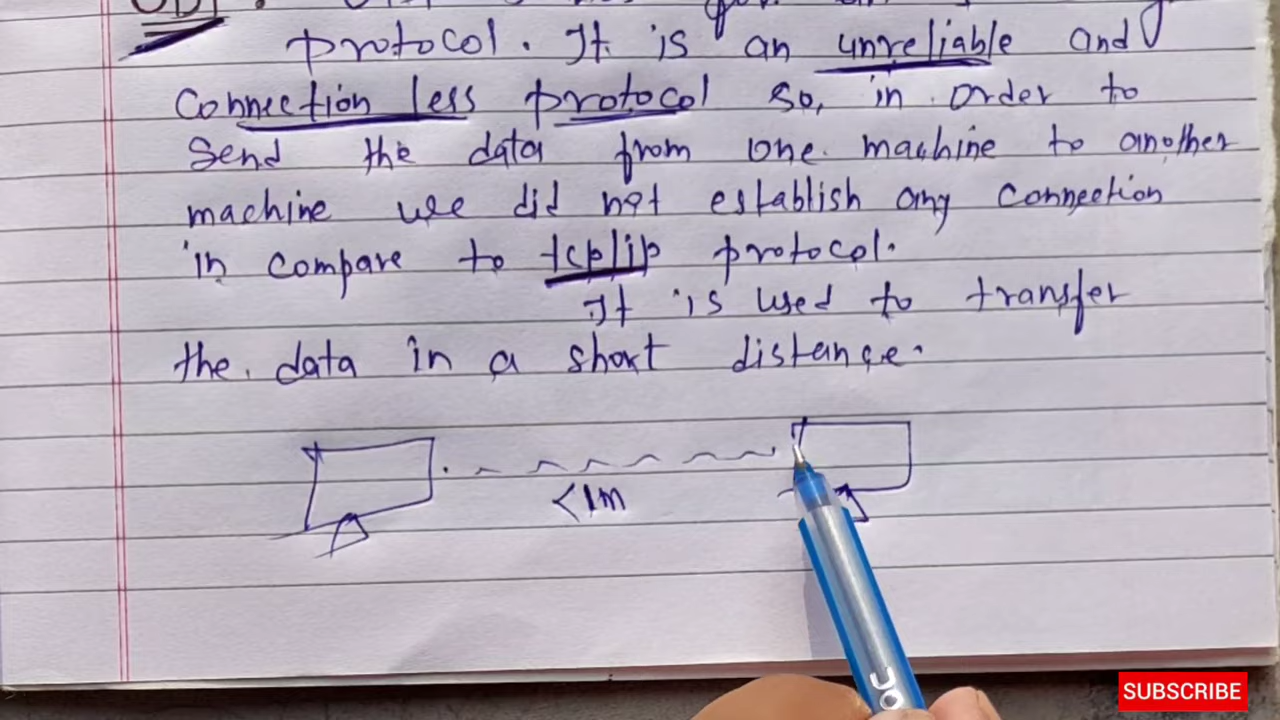 protocol. It is an unreliable and
Connection less protocol so, in order to
Send the data from one machine to another
machine we did not establish any connection
in compare to tcp/ip protocol.
It is used to transfer
the data in a short distance.
<1m
JO
SUBSCRIBE